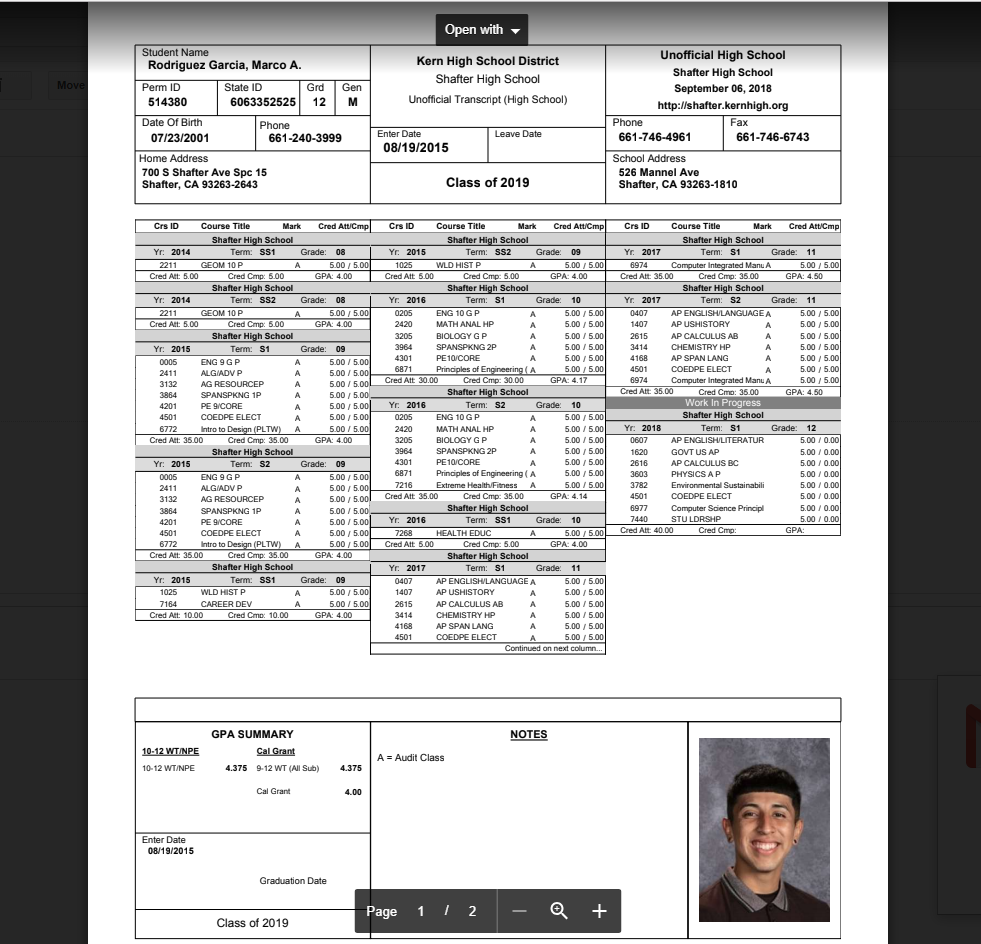 Open with
Move
Student Name
Rodriguez Garcia, Marco A.
Perm ID State ID Grd Gen
514380 6063352525 12 M
Date Of Birth Phone
07/23/2001 661-240-3999
Home Address
700 S Shafter Ave Spc 15
Shafter, CA 93263-2643
Kern High School District
Shafter High School
Unofficial Transcript (High School)
Enter Date Leave Date
08/19/2015
Class of 2019
Unofficial High School
Shafter High School
September 06, 2018
http://shafter.kernhigh.org
Phone Fax
661-746-4961 661-746-6743
School Address
526 Mannel Ave
Shafter, CA 93263-1810
Crs ID Course Title Mark Cred Att/Cmp
Shafter High School
Yr: 2014 Term: SS1 Grade: 08
2211 GEOM 10 P A 5.00 / 5.00
Cred Att: 5.00 Cred Cmp: 5.00 GPA: 4.00
Shafter High School
Yr: 2014 Term: SS2 Grade: 08
2211 GEOM 10 P A 5.00 / 5.00
Cred Att: 5.00 Cred Cmp: 5.00 GPA: 4.00
Shafter High School
Yr: 2015 Term: S1 Grade: 09
0005 ENG 9 G P A 5.00 / 5.00
2411 ALG/ADV P A 5.00 / 5.00
3132 AG RESOURCEP A 5.00 / 5.00
3864 SPANSPKNG 1P A 5.00 / 5.00
4201 PE 9/CORE A 5.00 / 5.00
4501 COEDPE ELECT A 5.00 / 5.00
6772 Intro to Design (PLTW) A 5.00 / 5.00
Cred Att: 35.00 Cred Cmp: 35.00 GPA: 4.00
Shafter High School
Yr: 2015 Term: S2 Grade: 09
0005 ENG 9 G P A 5.00 / 5.00
2411 ALG/ADV P A 5.00 / 5.00
3132 AG RESOURCEP A 5.00 / 5.00
3864 SPANSPKNG 1P A 5.00 / 5.00
4201 PE 9/CORE A 5.00 / 5.00
4501 COEDPE ELECT A 5.00 / 5.00
6772 Intro to Design (PLTW) A 5.00 / 5.00
Cred Att: 35.00 Cred Cmp: 35.00 GPA: 4.00
Shafter High School
Yr: 2015 Term: SS1 Grade: 09
1025 WLD HIST P A 5.00 / 5.00
7164 CAREER DEV A 5.00 / 5.00
Cred Att: 10.00 Cred Cmp: 10.00 GPA: 4.00
Crs ID Course Title Mark Cred Att/Cmp
Shafter High School
Yr: 2015 Term: SS2 Grade: 09
1025 WLD HIST P A 5.00 / 5.00
Cred Att: 5.00 Cred Cmp: 5.00 GPA: 4.00
Shafter High School
Yr: 2016 Term: S1 Grade: 10
0205 ENG 10 G P A 5.00 / 5.00
2420 MATH ANAL HP A 5.00 / 5.00
3205 BIOLOGY G P A 5.00 / 5.00
3964 SPANSPKNG 2P A 5.00 / 5.00
4301 PE10/CORE A 5.00 / 5.00
6871 Principles of Engineering ( A 5.00 / 5.00
Cred Att: 30.00 Cred Cmp: 30.00 GPA: 4.17
Shafter High School
Yr: 2016 Term: S2 Grade: 10
0205 ENG 10 G P A 5.00 / 5.00
2420 MATH ANAL HP A 5.00 / 5.00
3205 BIOLOGY G P A 5.00 / 5.00
3964 SPANSPKNG 2P A 5.00 / 5.00
4301 PE10/CORE A 5.00 / 5.00
6871 Principles of Engineering ( A 5.00 / 5.00
7216 Extreme Health/Fitness A 5.00 / 5.00
Cred Att: 35.00 Cred Cmp: 35.00 GPA: 4.14
Shafter High School
Yr: 2016 Term: SS1 Grade: 10
7268 HEALTH EDUC A 5.00 / 5.00
Cred Att: 5.00 Cred Cmp: 5.00 GPA: 4.00
Shafter High School
Yr: 2017 Term: S1 Grade: 11
0407 AP ENGLISH/LANGUAGE A 5.00 / 5.00
1407 AP USHISTORY A 5.00 / 5.00
2615 AP CALCULUS AB A 5.00 / 5.00
3414 CHEMISTRY HP A 5.00 / 5.00
4168 AP SPAN LANG A 5.00 / 5.00
4501 COEDPE ELECT A 5.00 / 5.00
Continued on next column...
Crs ID Course Title Mark Cred Att/Cmp
Shafter High School
Yr: 2017 Term: S1 Grade: 11
6974 Computer Integrated Manu A 5.00 / 5.00
Cred Att: 35.00 Cred Cmp: 35.00 GPA: 4.50
Shafter High School
Yr: 2017 Term: S2 Grade: 11
0407 AP ENGLISH/LANGUAGE A 5.00 / 5.00
1407 AP USHISTORY A 5.00 / 5.00
2615 AP CALCULUS AB A 5.00 / 5.00
3414 CHEMISTRY HP A 5.00 / 5.00
4168 AP SPAN LANG A 5.00 / 5.00
4501 COEDPE ELECT A 5.00 / 5.00
6974 Computer Integrated Manu A 5.00 / 5.00
Cred Att: 35.00 Cred Cmp: 35.00 GPA: 4.50
Work In Progress
Shafter High School
Yr: 2018 Term: S1 Grade: 12
0607 AP ENGLISH/LITERATUR 5.00 / 0.00
1620 GOVT US AP 5.00 / 0.00
2616 AP CALCULUS BC 5.00 / 0.00
3603 PHYSICS A P 5.00 / 0.00
3782 Environmental Sustainabili 5.00 / 0.00
4501 COEDPE ELECT 5.00 / 0.00
6977 Computer Science Principl 5.00 / 0.00
7440 STU LDRSHP 5.00 / 0.00
Cred Att: 40.00 Cred Cmp: GPA:
GPA SUMMARY
10-12 WT/NPE Cal Grant
10-12 WT/NPE 4.375 9-12 WT (All Sub) 4.375
Cal Grant 4.00
Enter Date
08/19/2015
Graduation Date
Class of 2019
NOTES
A = Audit Class
Page 1 / 2